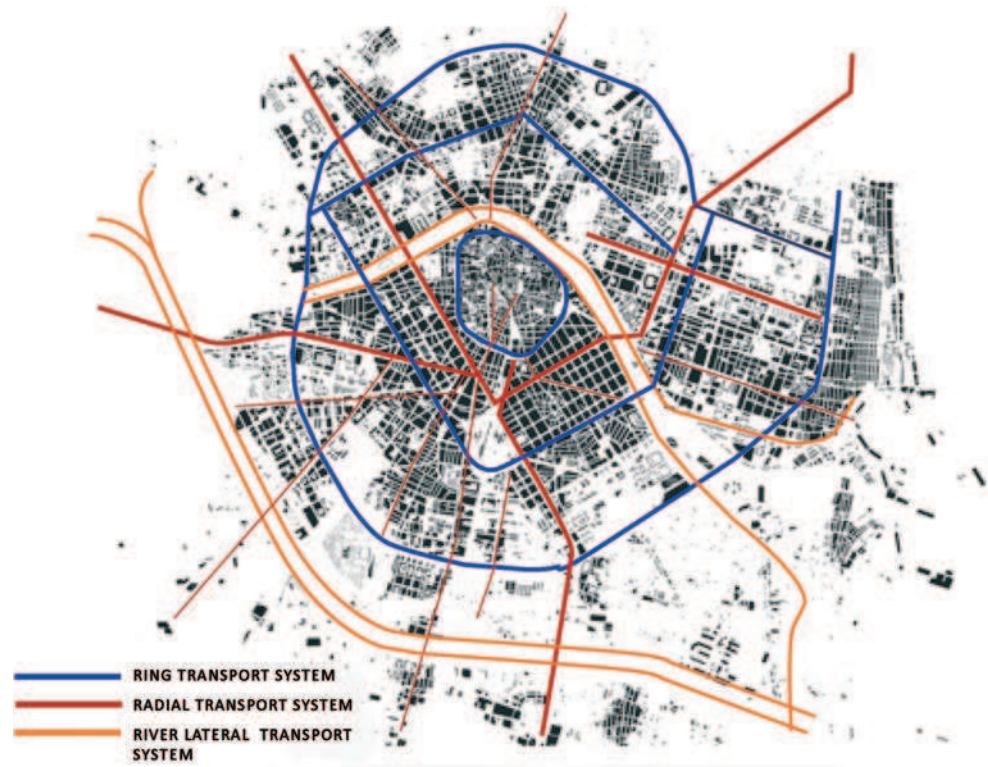 RING TRANSPORT SYSTEM
RADIAL TRANSPORT SYSTEM
RIVER LATERAL TRANSPORT
SYSTEM